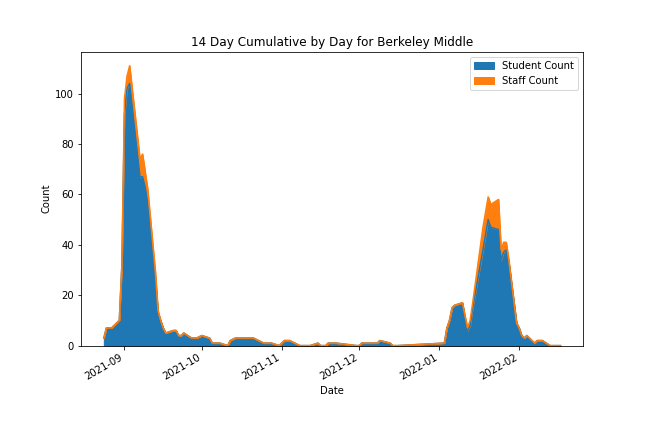 14 Day Cumulative by Day for Berkeley Middle
Student Count
Staff Count
Count
100
80
60
40
20
0
2021-09
2021-10
2021-11
2021-12
2022-01
2022-02
Date